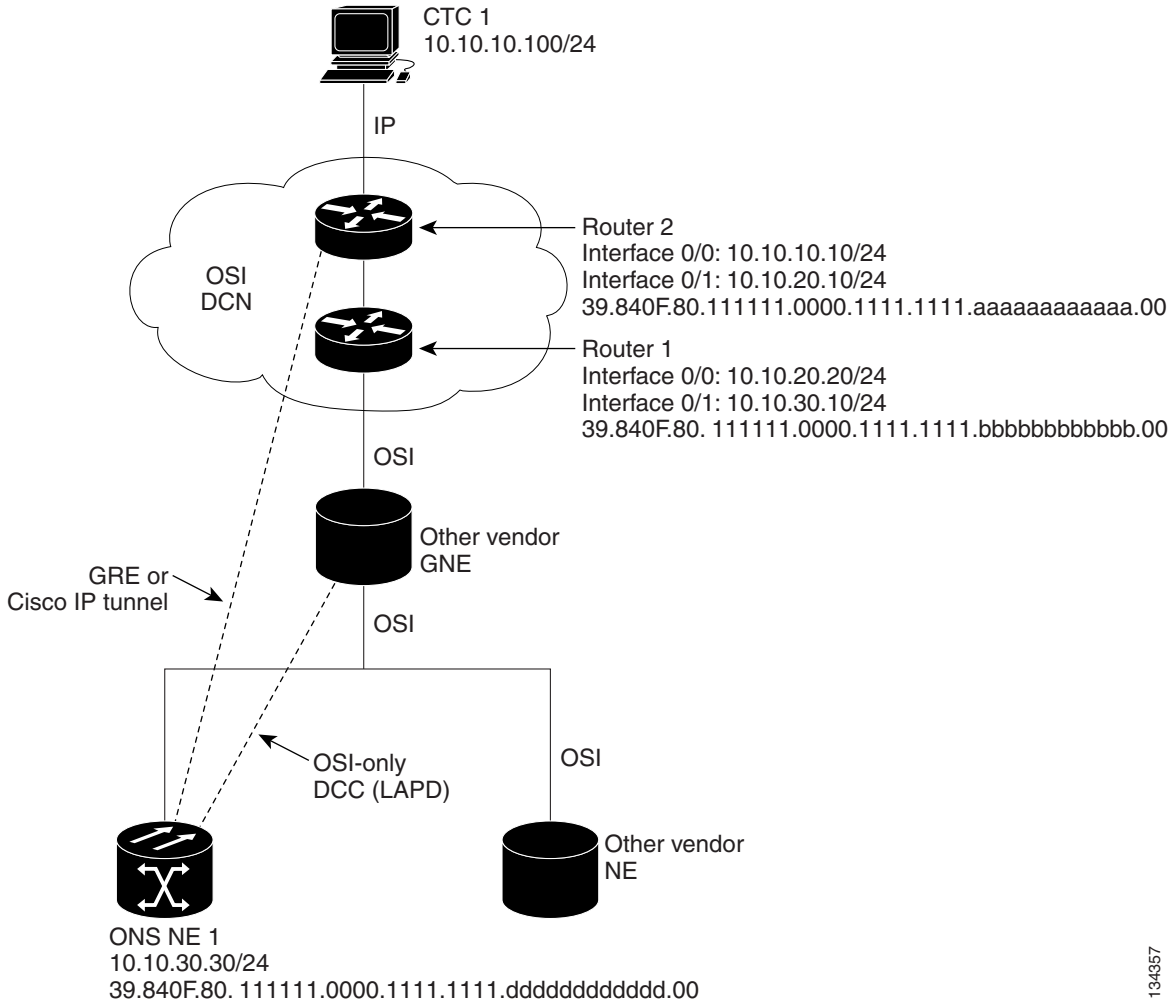 CTC 1
10.10.10.100/24
IP
Router 2
Interface 0/0: 10.10.10.10/24
Interface 0/1: 10.10.20.10/24
39.840F.80.111111.0000.1111.1111.aaaaaaaaaaaa.00
OSI
DCN
Router 1
Interface 0/0: 10.10.20.20/24
Interface 0/1: 10.10.30.10/24
39.840F.80. 111111.0000.1111.1111.bbbbbbbbbbbb.00
OSI
Other vendor
GNE
GRE or
Cisco IP tunnel
OSI
OSI-only
DCC (LAPD)
OSI
Other vendor
NE
ONS NE 1
10.10.30.30/24
39.840F.80. 111111.0000.1111.1111.dddddddddddd.00
134357